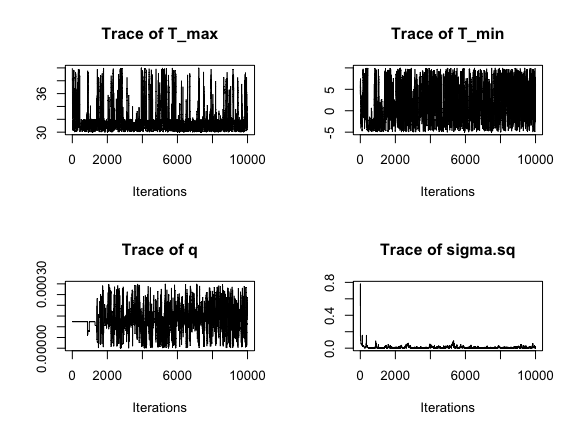 Trace of T_max
36
30
0 2000 6000 10000
Iterations
Trace of T_min
5
0
-5
0 2000 6000 10000
Iterations
Trace of q
0.00030
0.00000
0 2000 6000 10000
Iterations
Trace of sigma.sq
0.8
0.4
0.0
0 2000 6000 10000
Iterations